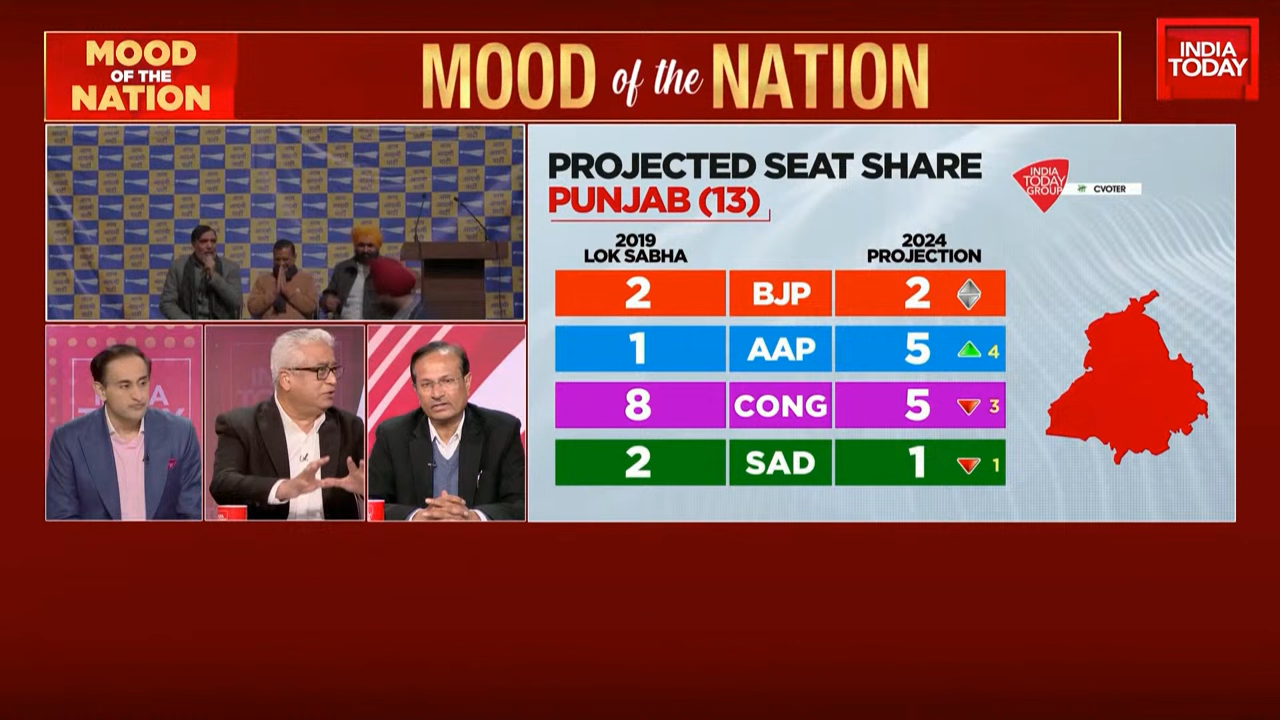 MOOD
OF THE
NATION
MOOD of the NATION
INDIA
TODAY
PROJECTED SEAT SHARE
PUNJAB (13)
INDIA
TODAY
GROUP
CVOTER
2019
LOK SABHA
2024
PROJECTION
2 BJP 2
1 AAP 5 4
8 CONG 5 3
2 SAD 1 1